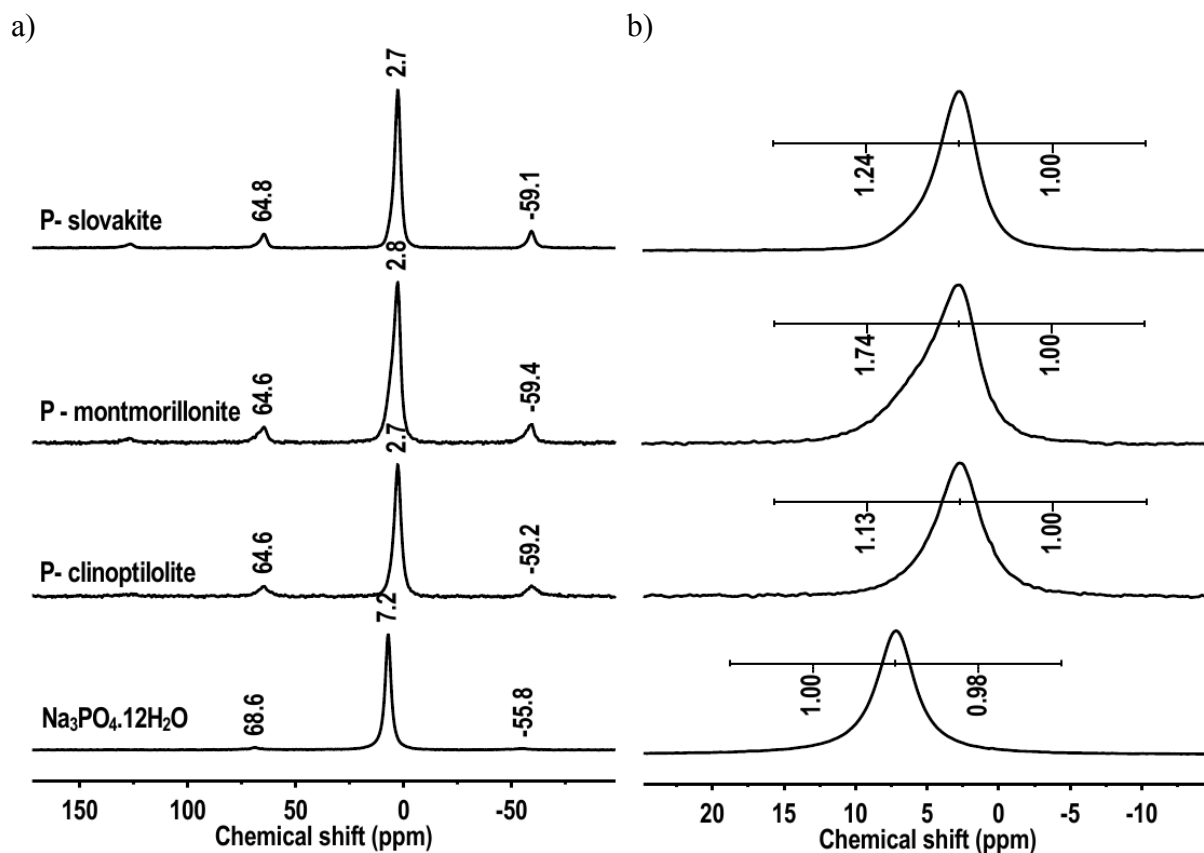 a)
2.7
64.8
-59.1
P- slovakite
2.8
64.6
-59.4
P - montmorillonite
2.7
64.6
-59.2
P- clinoptilolite
7.2
68.6
-55.8
Na₃PO₄.12H₂O
150 100 50 0 -50
Chemical shift (ppm)
b)
1.24 1.00
1.74 1.00
1.13 1.00
1.00 0.98
20 15 10 5 0 -5 -10
Chemical shift (ppm)